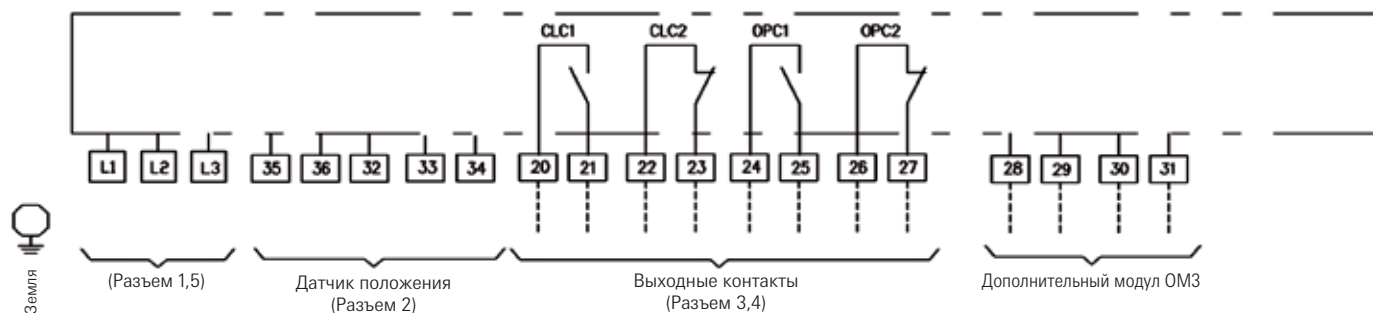 CLC1 CLC2 OPC1 OPC2
L1 L2 L3 35 36 32 33 34 20 21 22 23 24 25 26 27 28 29 30 31
Земля
(Разъем 1,5)
Датчик положения
(Разъем 2)
Выходные контакты
(Разъем 3,4)
Дополнительный модул ОМ3